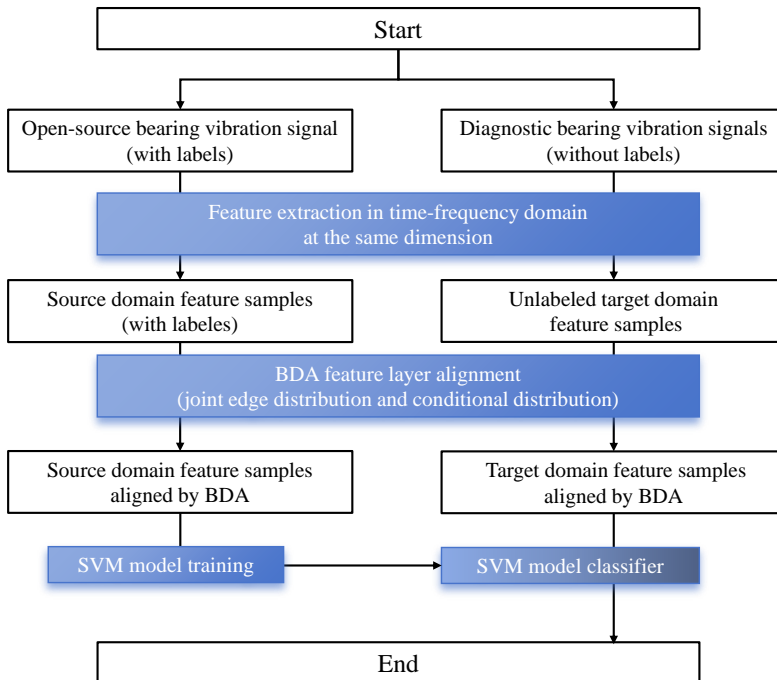 Start
Open-source bearing vibration signal
(with labels)
Diagnostic bearing vibration signals
(without labels)
Feature extraction in time-frequency domain
at the same dimension
Source domain feature samples
(with labeles)
Unlabeled target domain
feature samples
BDA feature layer alignment
(joint edge distribution and conditional distribution)
Source domain feature samples
aligned by BDA
Target domain feature samples
aligned by BDA
SVM model training
SVM model classifier
End